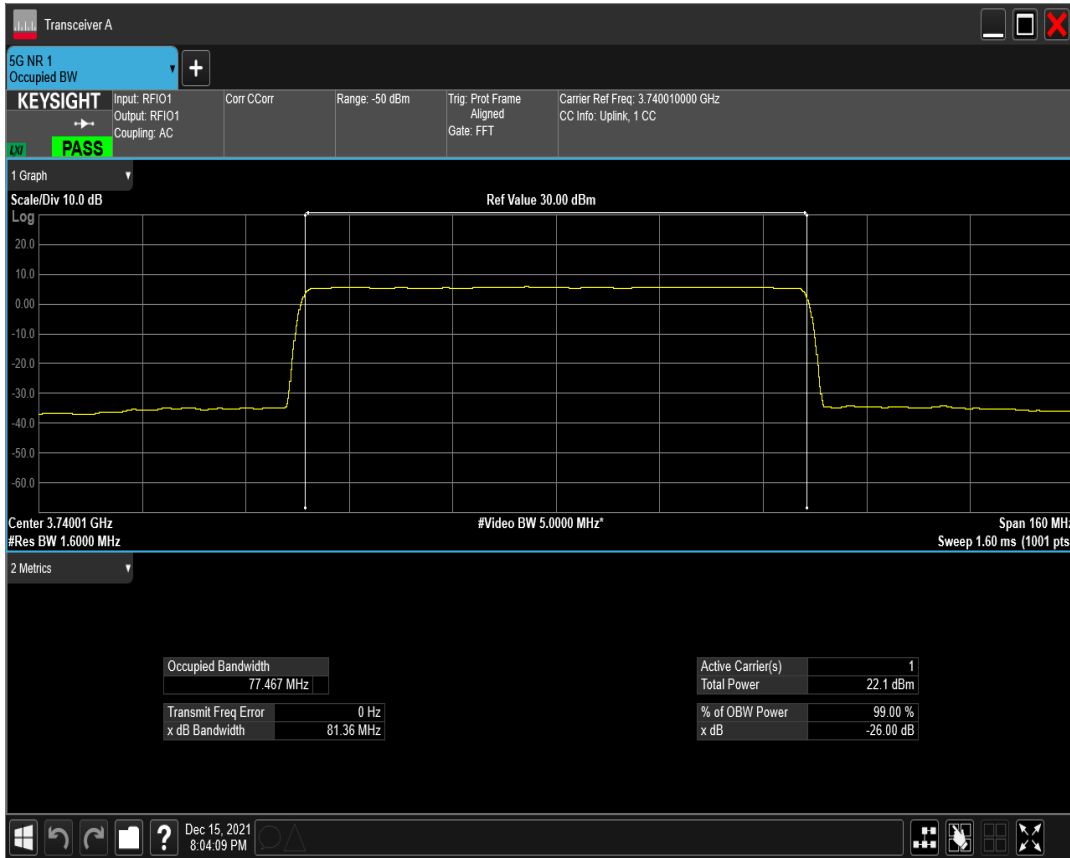 Transceiver A
5G NR 1
Occupied BW
+
KEYSIGHT
LXI
PASS
Input: RFIO1
Output: RFIO1
Coupling: AC
Corr CCorr
Range: -50 dBm
Trig: Prot Frame
Aligned
Gate: FFT
Carrier Ref Freq: 3.740010000 GHz
CC Info: Uplink, 1 CC
1 Graph
Scale/Div 10.0 dB
Ref Value 30.00 dBm
Log
20.0
10.0
0.00
-10.0
-20.0
-30.0
-40.0
-50.0
-60.0
Center 3.74001 GHz
#Video BW 5.0000 MHz*
Span 160 MHz
#Res BW 1.6000 MHz
Sweep 1.60 ms (1001 pts
2 Metrics
Occupied Bandwidth
77.467 MHz
Transmit Freq Error 0 Hz
x dB Bandwidth 81.36 MHz
Active Carrier(s) 1
Total Power 22.1 dBm
% of OBW Power 99.00 %
x dB -26.00 dB
?
Dec 15, 2021
8:04:09 PM